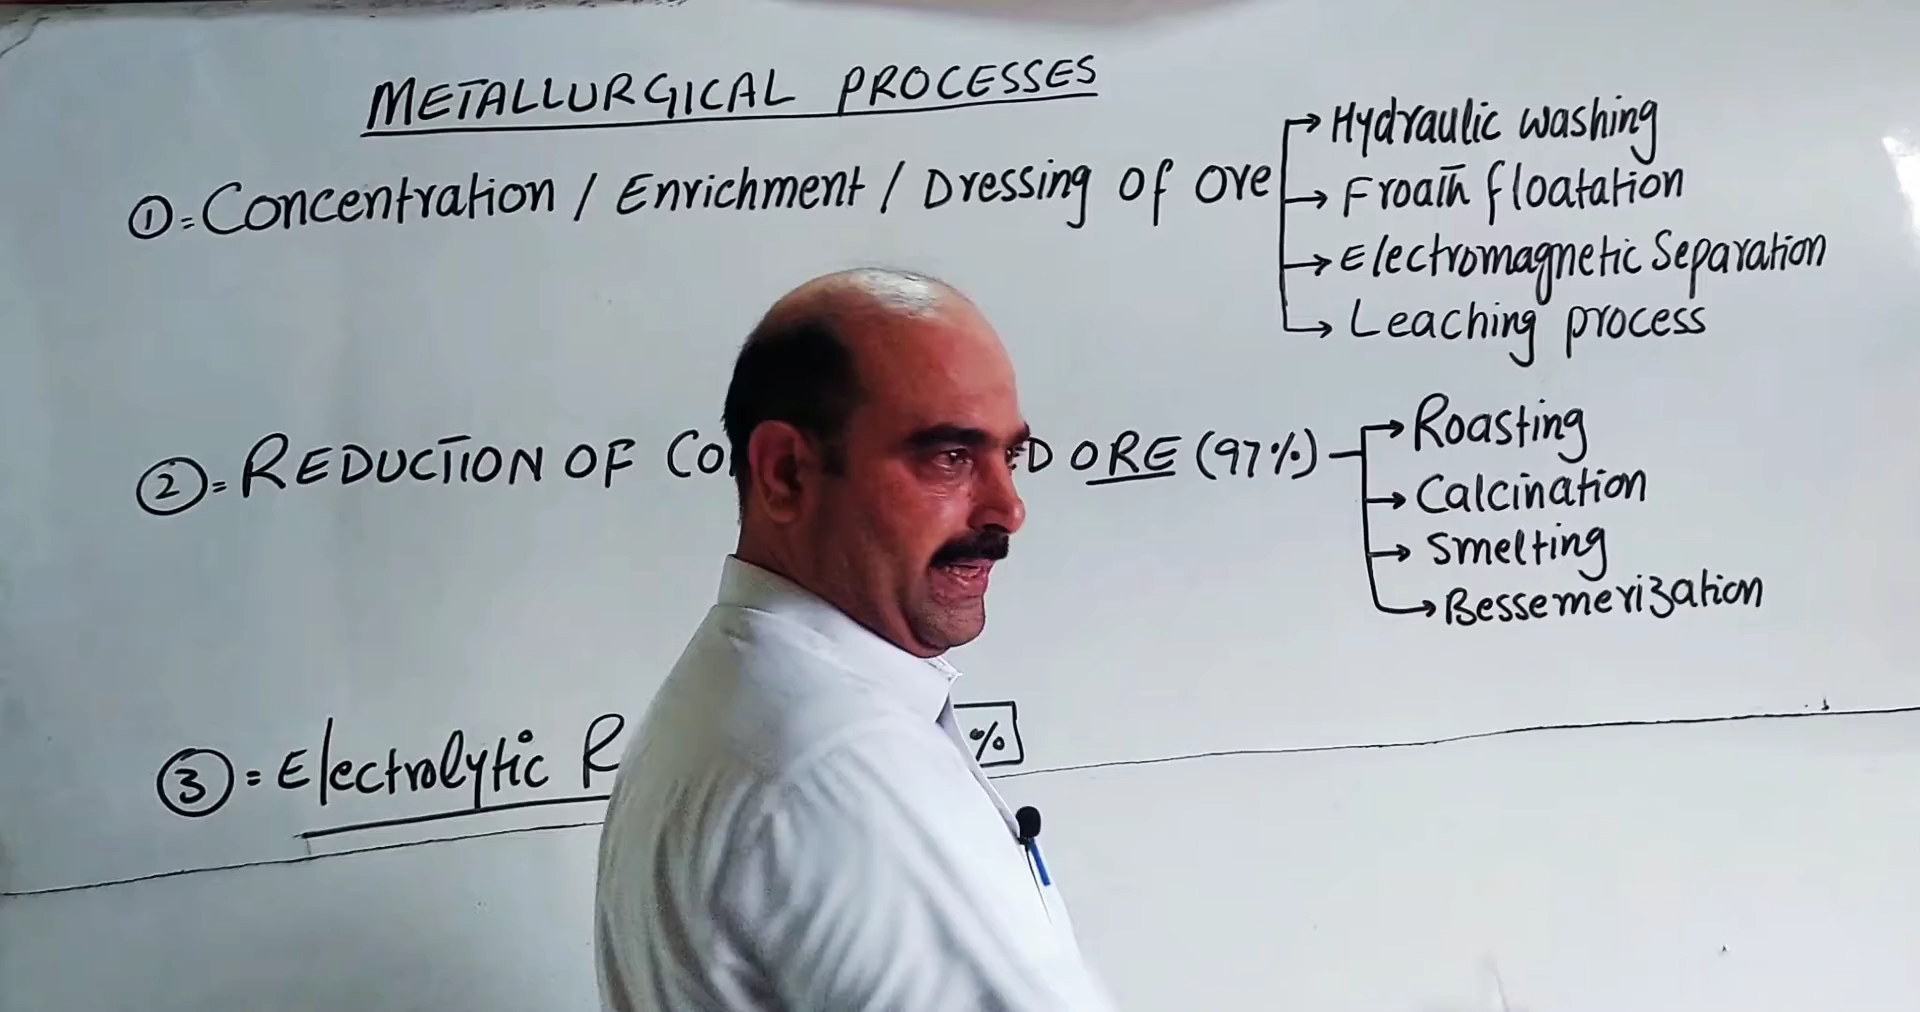 METALLURGICAL PROCESSES
①= Concentration / Enrichment / Dressing of ore
→ Hydraulic washing
→ Froath floatation
→ Electromagnetic Separation
→ Leaching process
②= REDUCTION OF CO D ORE (97%)
→ Roasting
→ Calcination
→ Smelting
→ Bessemerization
③= Electrolytic R %